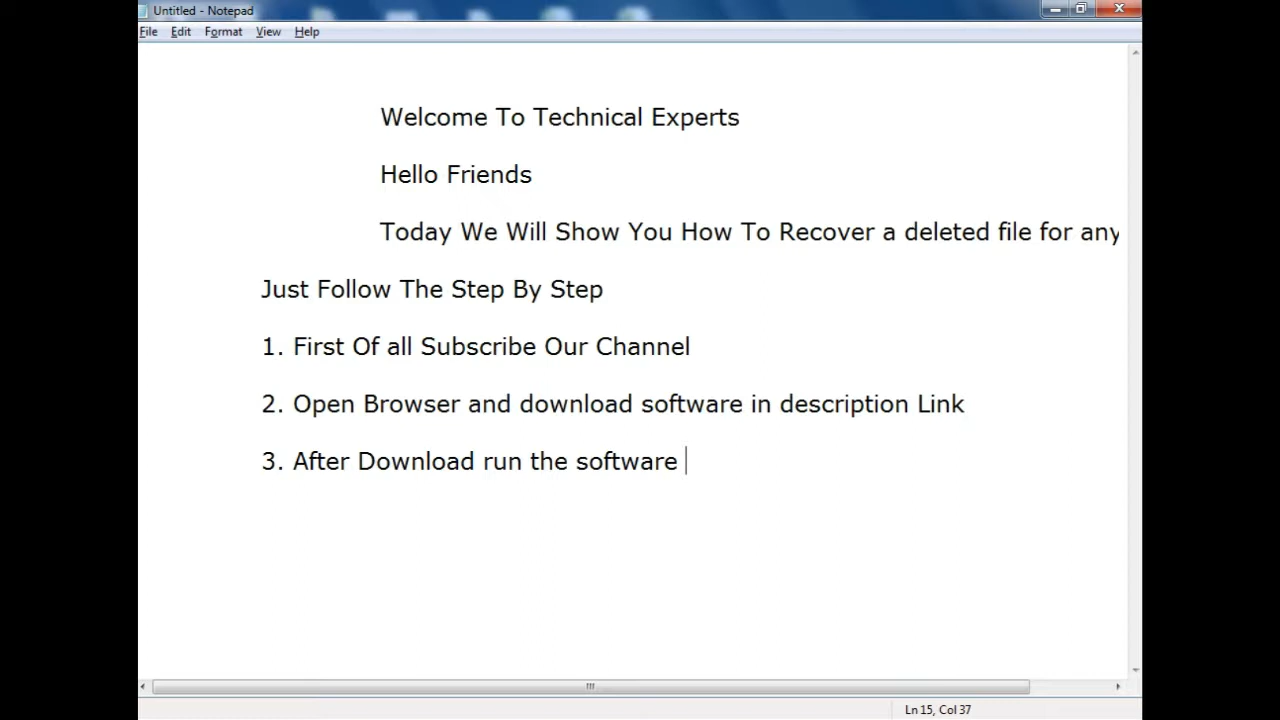 Untitled - Notepad
File Edit Format View Help
Welcome To Technical Experts
Hello Friends
Today We Will Show You How To Recover a deleted file for any
Just Follow The Step By Step
1. First Of all Subscribe Our Channel
2. Open Browser and download software in description Link
3. After Download run the software
Ln 15, Col 37